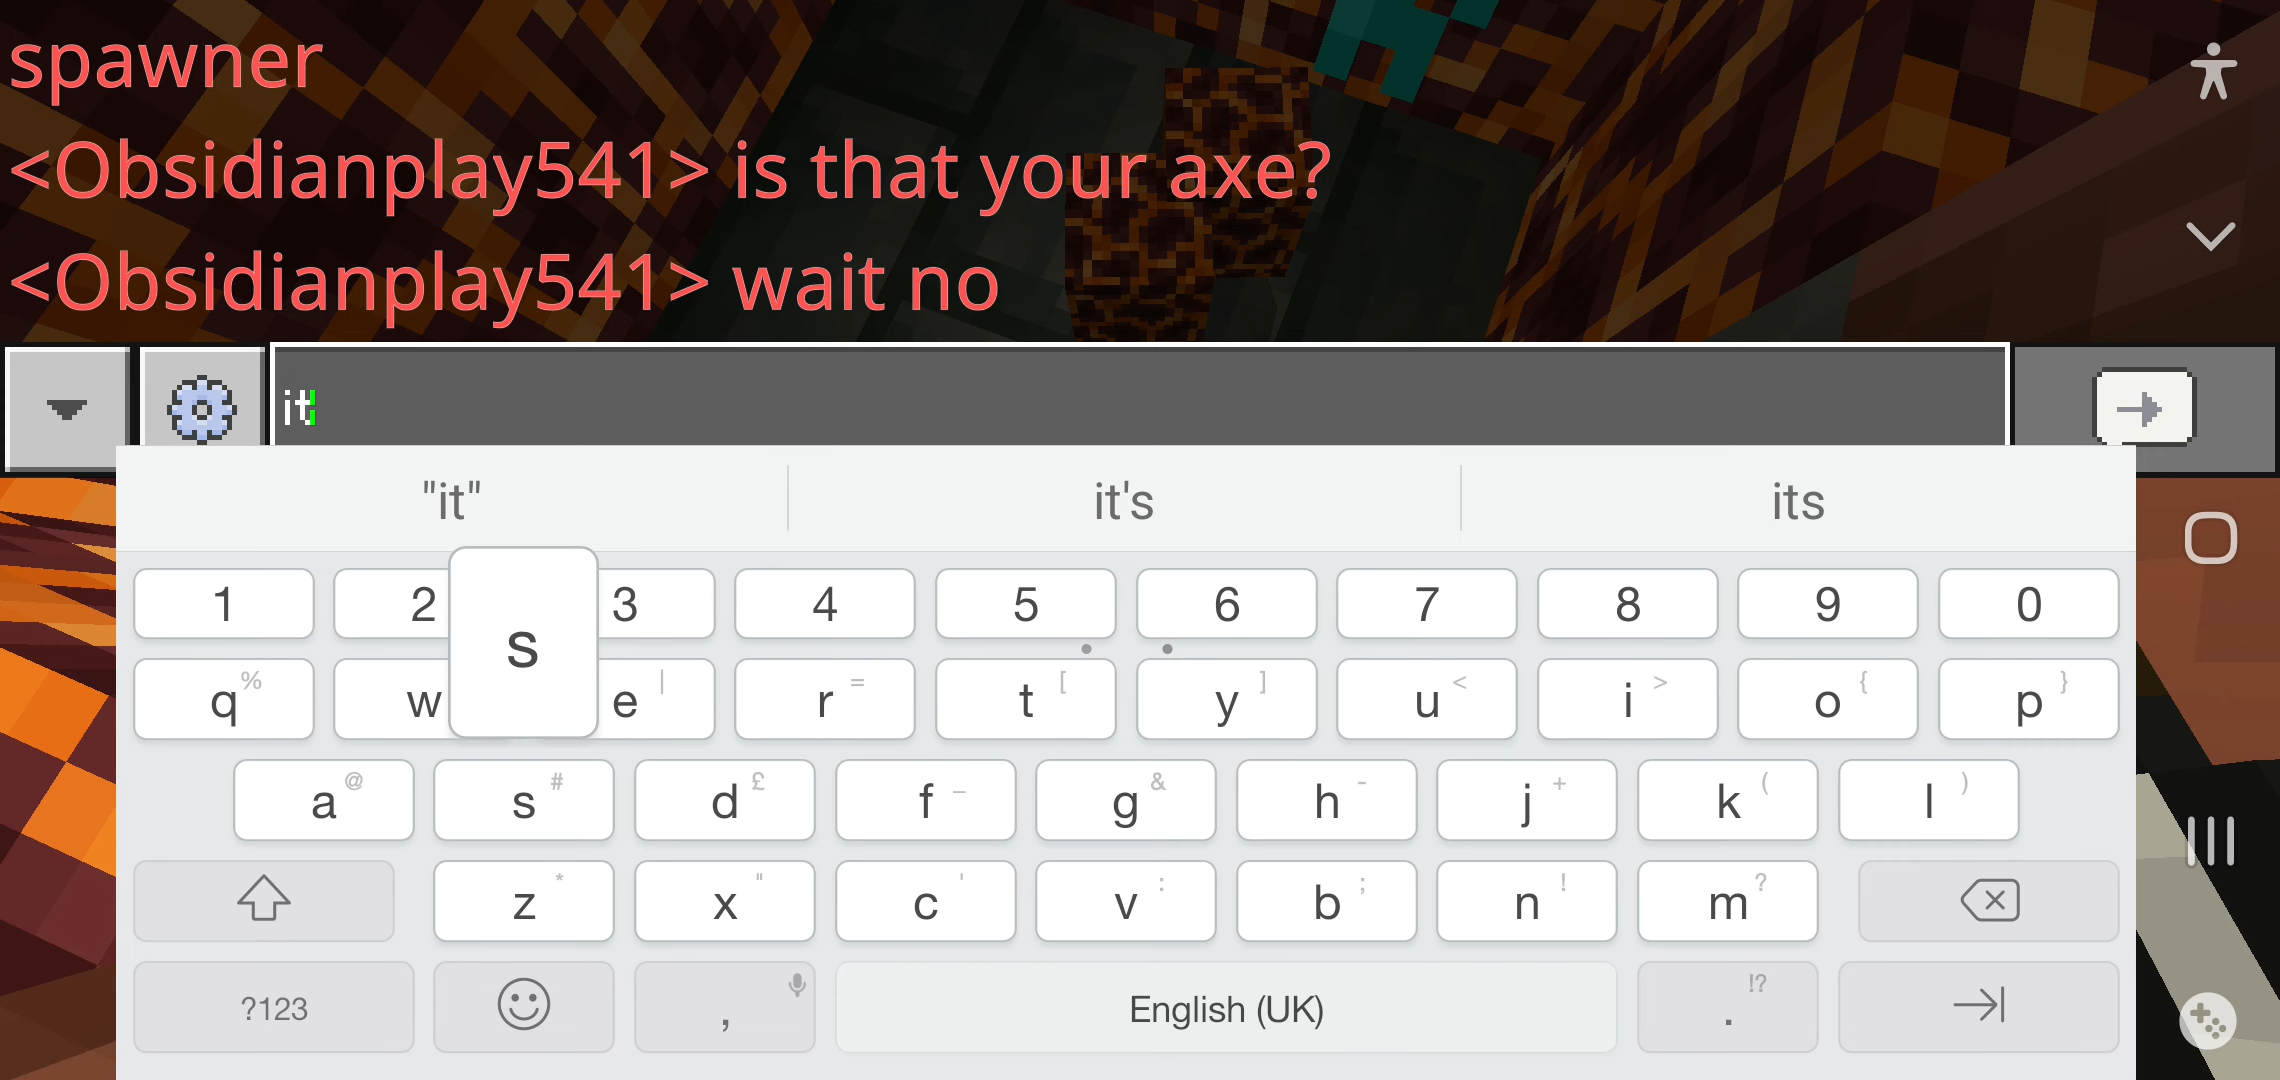 spawner
<Obsidianplay541> is that your axe?
<Obsidianplay541> wait no
it
"it" it's its
s
1 2 3 4 5 6 7 8 9 0
q % w e | r = t [ y ] u < i > o { p }
a @ s # d £ f _ g & h - j + k ( l )
z * x " c ' v : b ; n ! m ?
?123 , English (UK) . !?